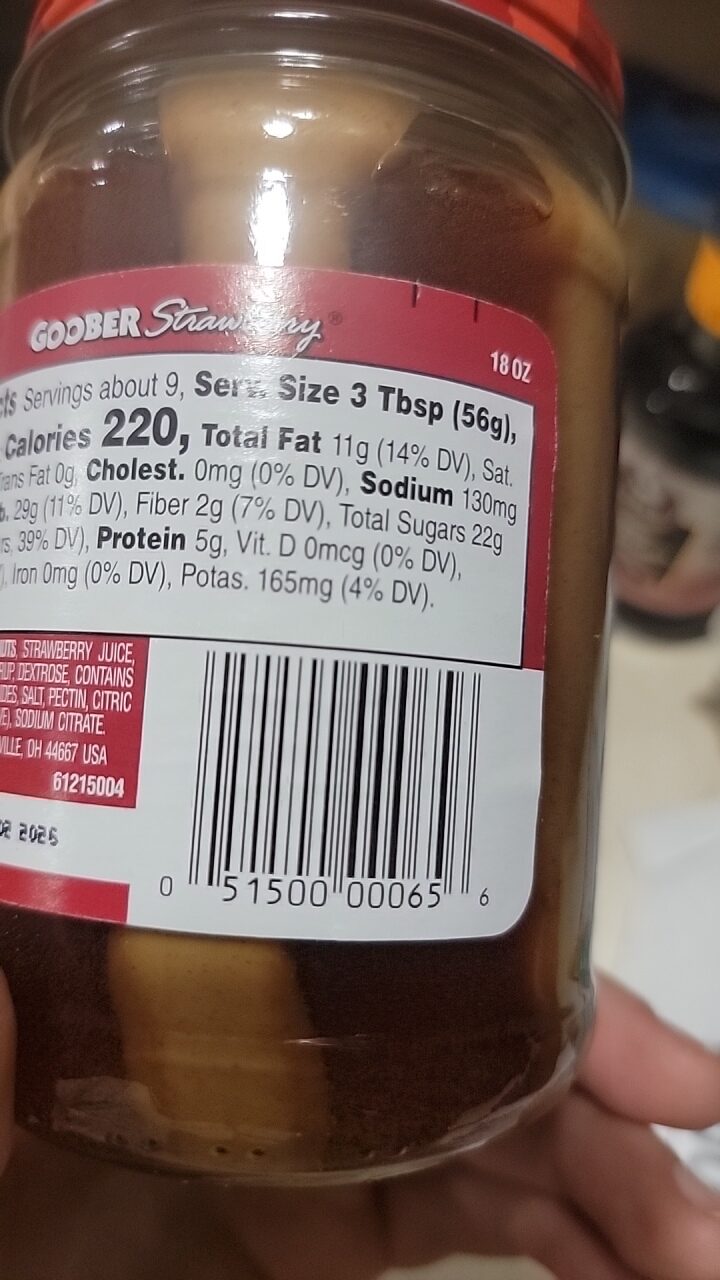 GOOBER Strawberry®
18 OZ
Servings about 9, Serv. Size 3 Tbsp (56g),
Calories 220, Total Fat 11g (14% DV), Sat.
Fat 0g, Cholest. 0mg (0% DV), Sodium 130mg
29g (11% DV), Fiber 2g (7% DV), Total Sugars 22g
39% DV), Protein 5g, Vit. D 0mcg (0% DV),
Iron 0mg (0% DV), Potas. 165mg (4% DV).
STRAWBERRY JUICE,
DEXTROSE, CONTAINS
SALT, PECTIN, CITRIC
SODIUM CITRATE.
OH 44667 USA
61215004
2025
0 51500 00065 6